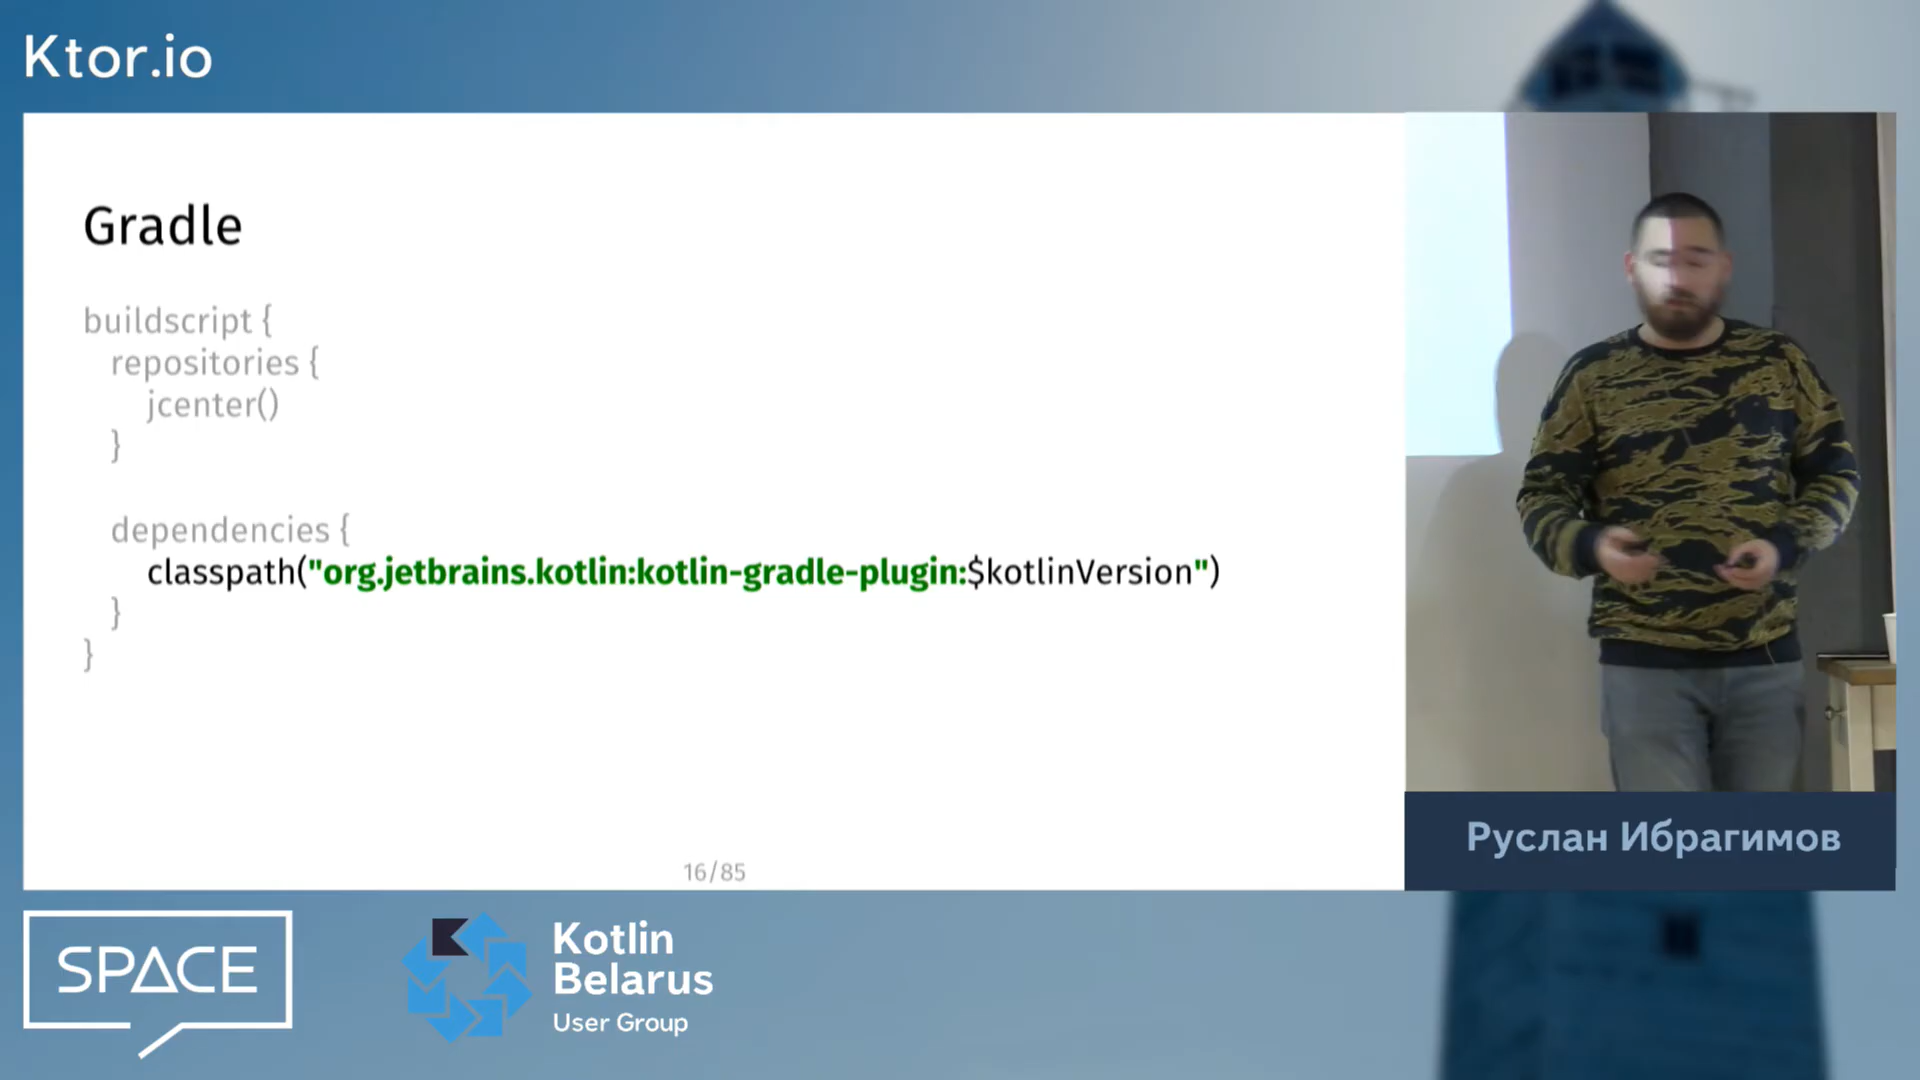 Ktor.io
Gradle
buildscript {
repositories {
jcenter()
}
dependencies {
classpath("org.jetbrains.kotlin:kotlin-gradle-plugin:$kotlinVersion")
}
}
16/85
Руслан Ибрагимов
SPACE
Kotlin
Belarus
User Group